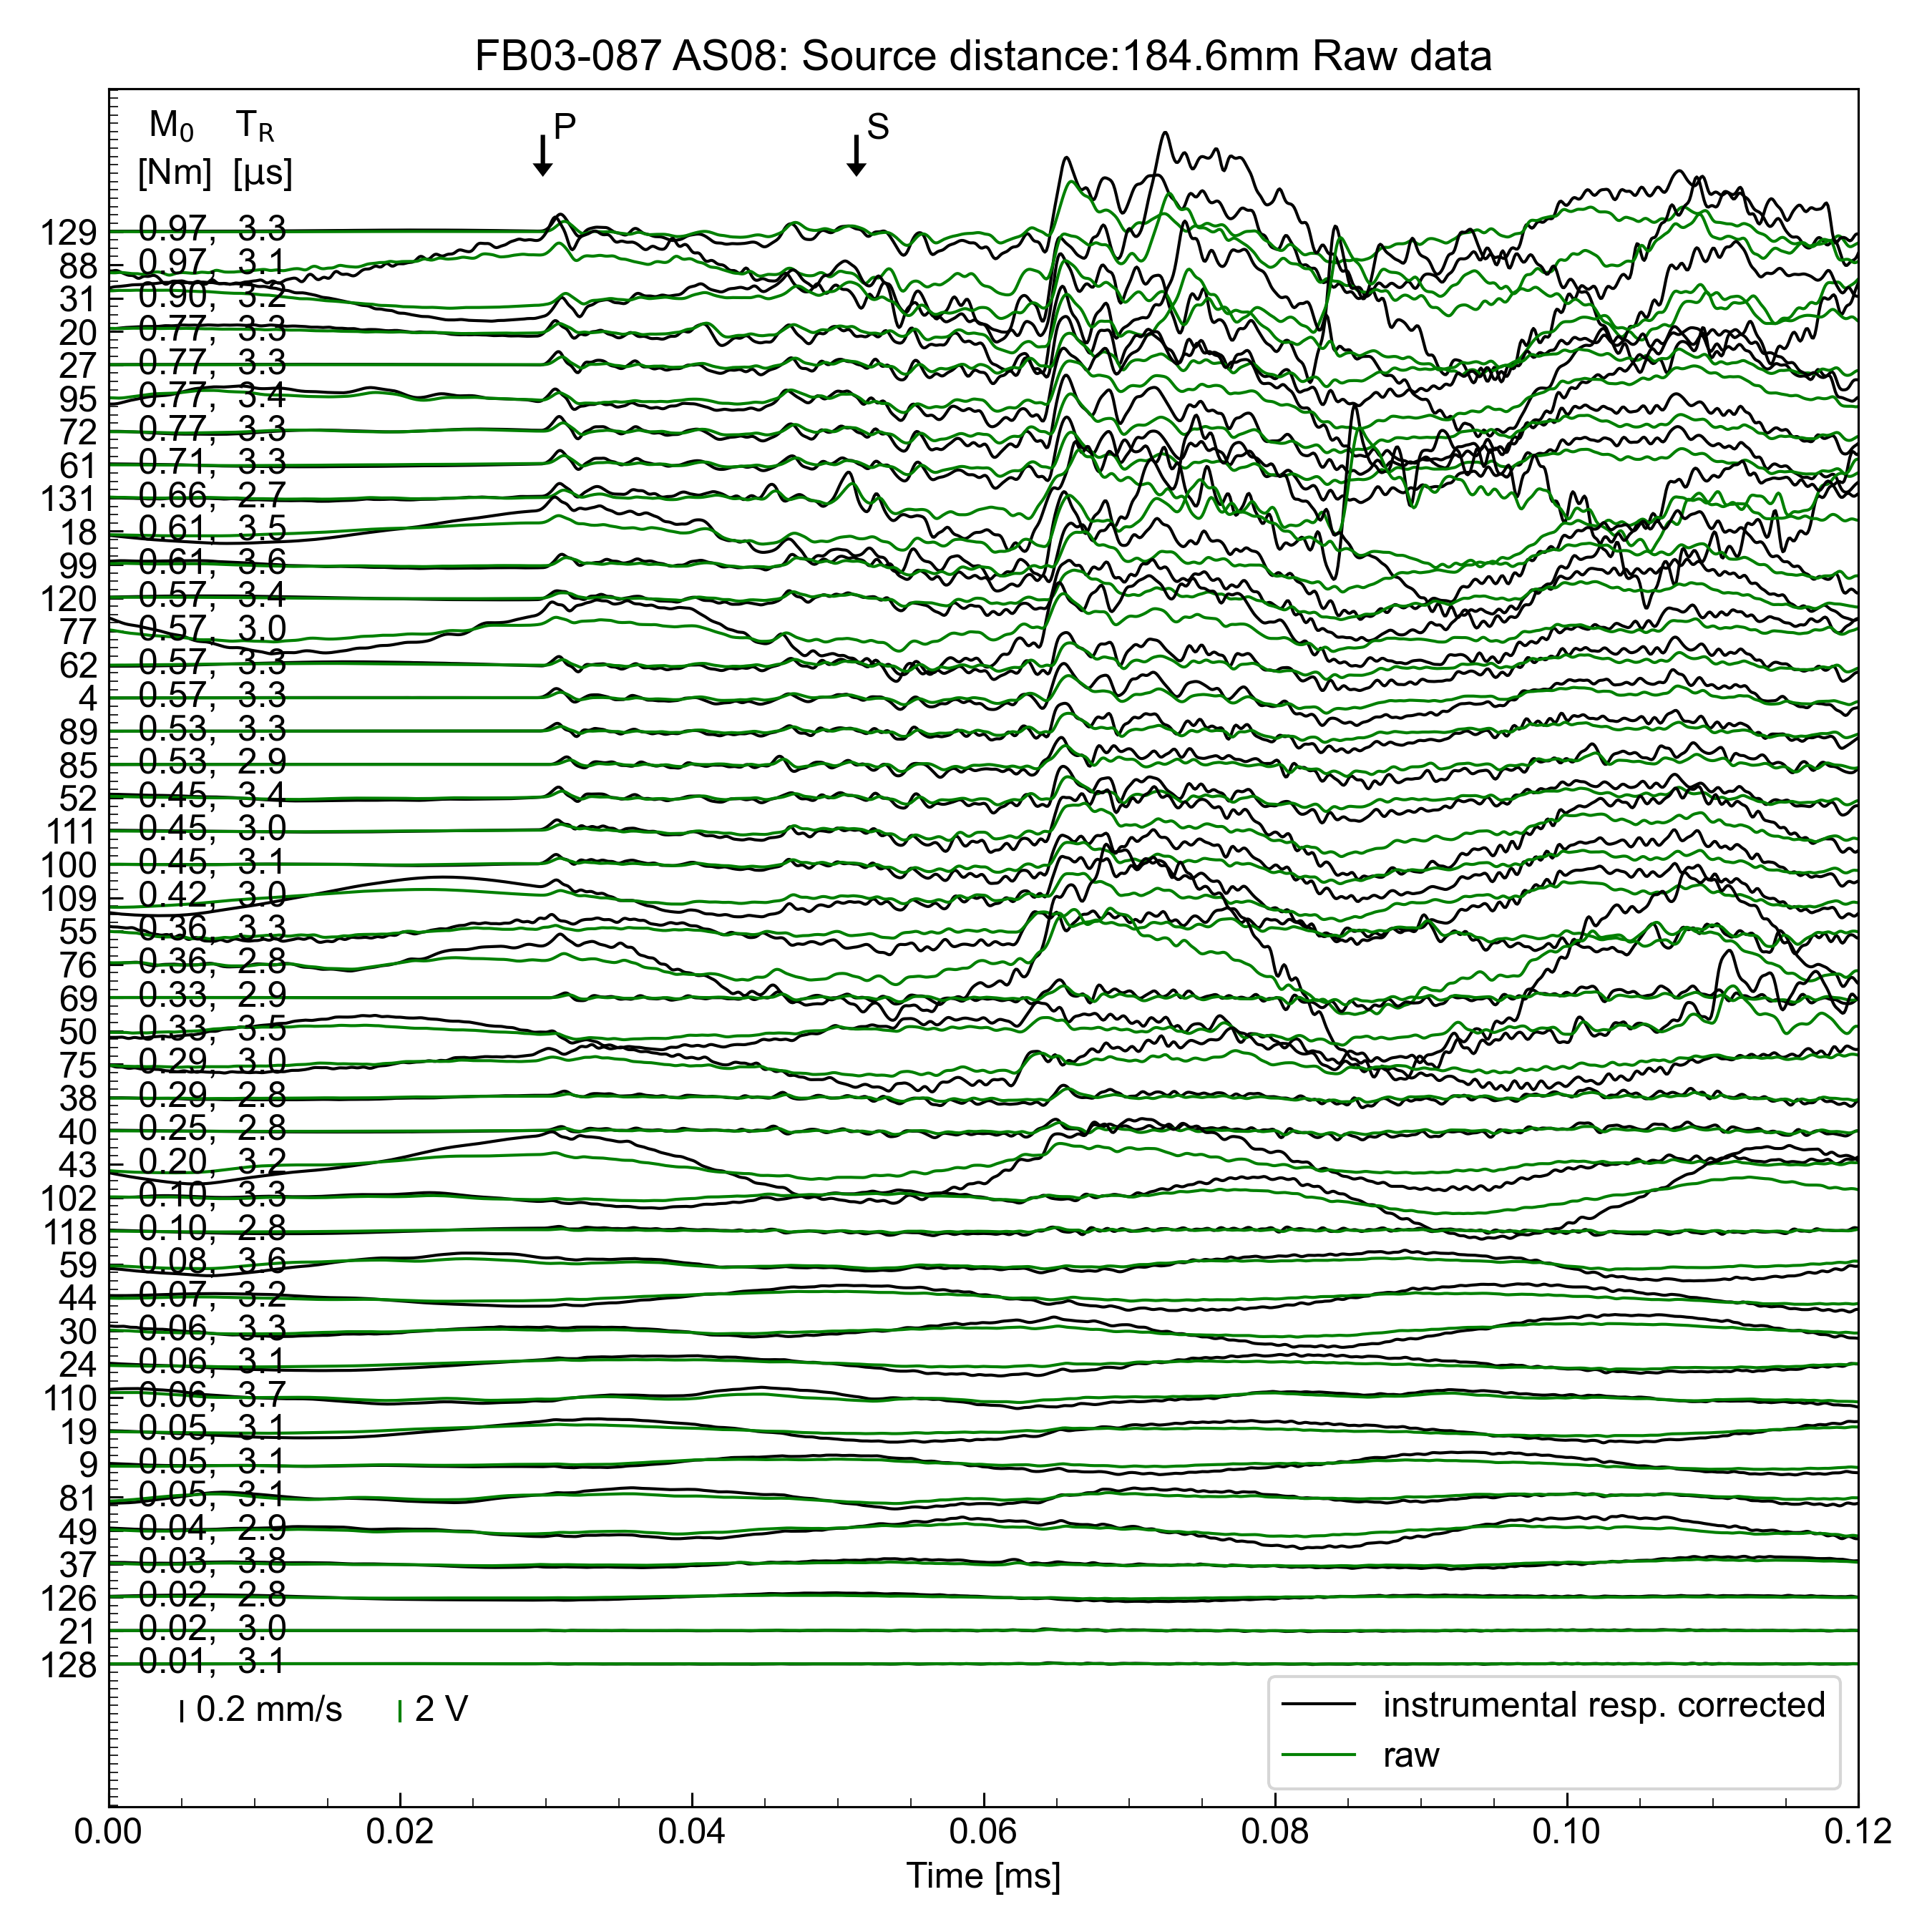 FB03-087 AS08: Source distance:184.6mm Raw data
M0 TR
[Nm] [μs]
P
S
129 0.97, 3.3
88 0.97, 3.1
31 0.90, 3.2
20 0.77, 3.3
27 0.77, 3.3
95 0.77, 3.4
72 0.77, 3.3
61 0.71, 3.3
131 0.66, 2.7
18 0.61, 3.5
99 0.61, 3.6
120 0.57, 3.4
77 0.57, 3.0
62 0.57, 3.3
4 0.57, 3.3
89 0.53, 3.3
85 0.53, 2.9
52 0.45, 3.4
111 0.45, 3.0
100 0.45, 3.1
109 0.42, 3.0
55 0.36, 3.3
76 0.36, 2.8
69 0.33, 2.9
50 0.33, 3.5
75 0.29, 3.0
38 0.29, 2.8
40 0.25, 2.8
43 0.20, 3.2
102 0.10, 3.3
118 0.10, 2.8
59 0.08, 3.6
44 0.07, 3.2
30 0.06, 3.3
24 0.06, 3.1
110 0.06, 3.7
19 0.05, 3.1
9 0.05, 3.1
81 0.05, 3.1
49 0.04, 2.9
37 0.03, 3.8
126 0.02, 2.8
21 0.02, 3.0
128 0.01, 3.1
0.2 mm/s 2 V
instrumental resp. corrected
raw
0.00 0.02 0.04 0.06 0.08 0.10 0.12
Time [ms]